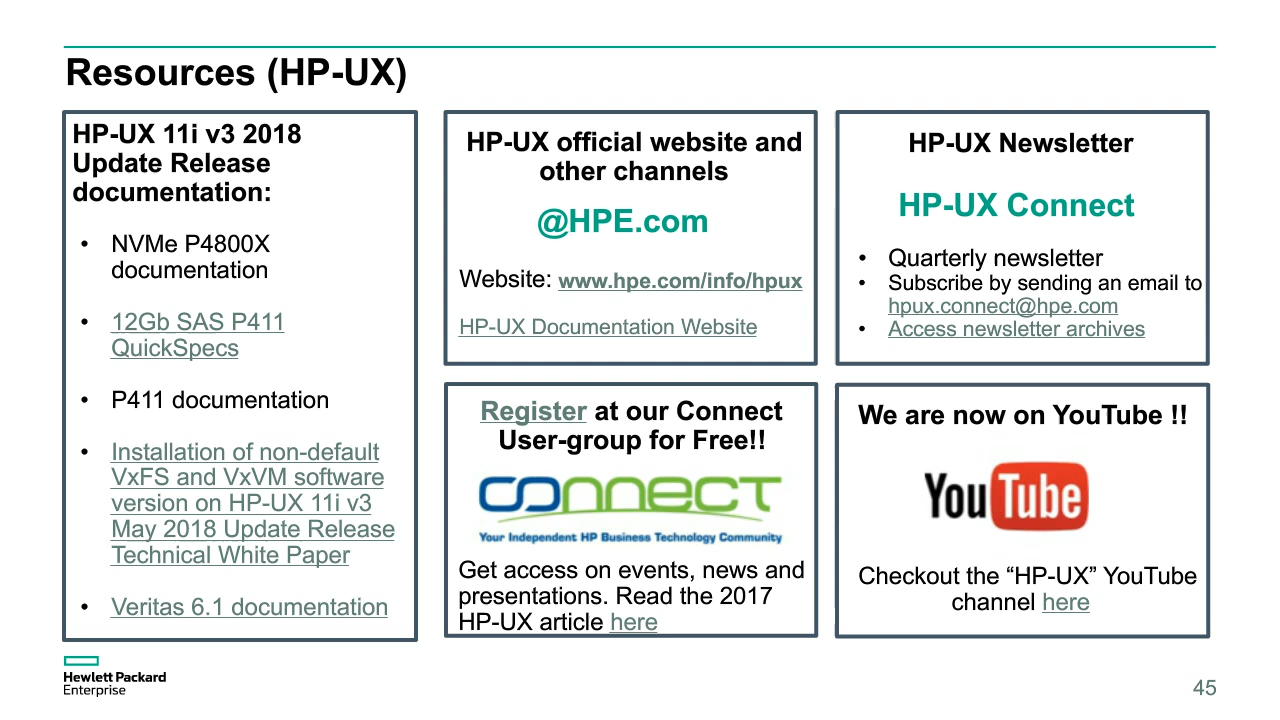 Resources (HP-UX)
HP-UX 11i v3 2018
Update Release
documentation:
• NVMe P4800X
documentation
• 12Gb SAS P411
QuickSpecs
• P411 documentation
• Installation of non-default
VxFS and VxVM software
version on HP-UX 11i v3
May 2018 Update Release
Technical White Paper
• Veritas 6.1 documentation
HP-UX official website and
other channels
@HPE.com
Website: www.hpe.com/info/hpux
HP-UX Documentation Website
HP-UX Newsletter
HP-UX Connect
• Quarterly newsletter
• Subscribe by sending an email to
hpux.connect@hpe.com
• Access newsletter archives
Register at our Connect
User-group for Free!!
connect
Your Independent HP Business Technology Community
Get access on events, news and
presentations. Read the 2017
HP-UX article here
We are now on YouTube !!
YouTube
Checkout the “HP-UX” YouTube
channel here
Hewlett Packard
Enterprise
45